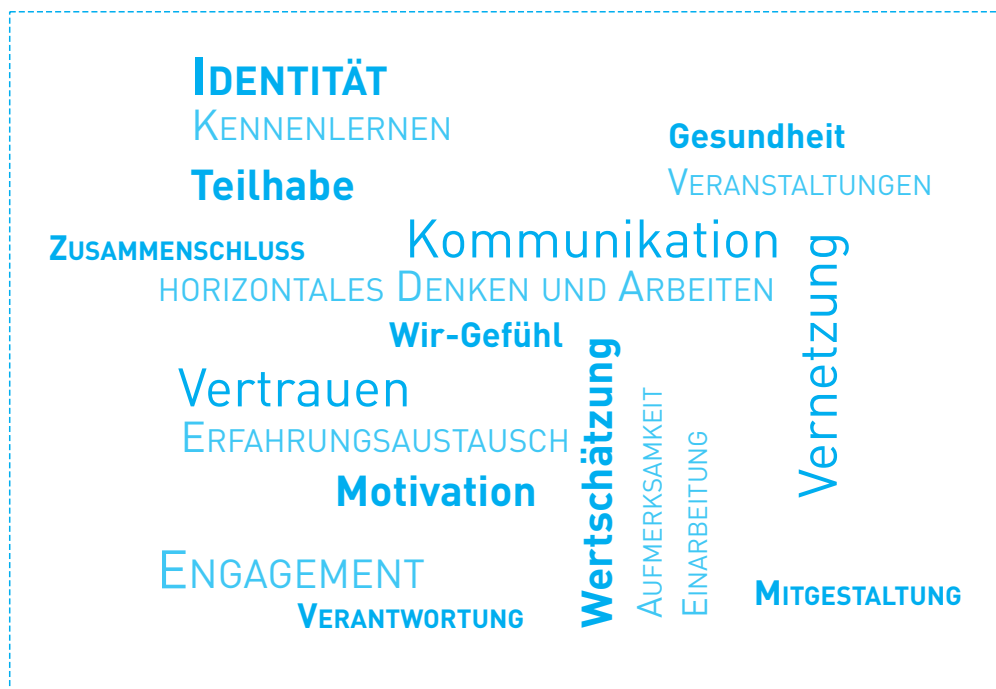 IDENTITÄT
KENNENLERNEN
Gesundheit
Teilhabe
VERANSTALTUNGEN
ZUSAMMENSCHLUSS
Kommunikation
HORIZONTALES DENKEN UND ARBEITEN
Wir-Gefühl
Vernetzung
Vertrauen
ERFAHRUNGSAUSTAUSCH
Motivation
Wertschätzung
AUFMERKSAMKEIT
EINARBEITUNG
ENGAGEMENT
VERANTWORTUNG
MITGESTALTUNG